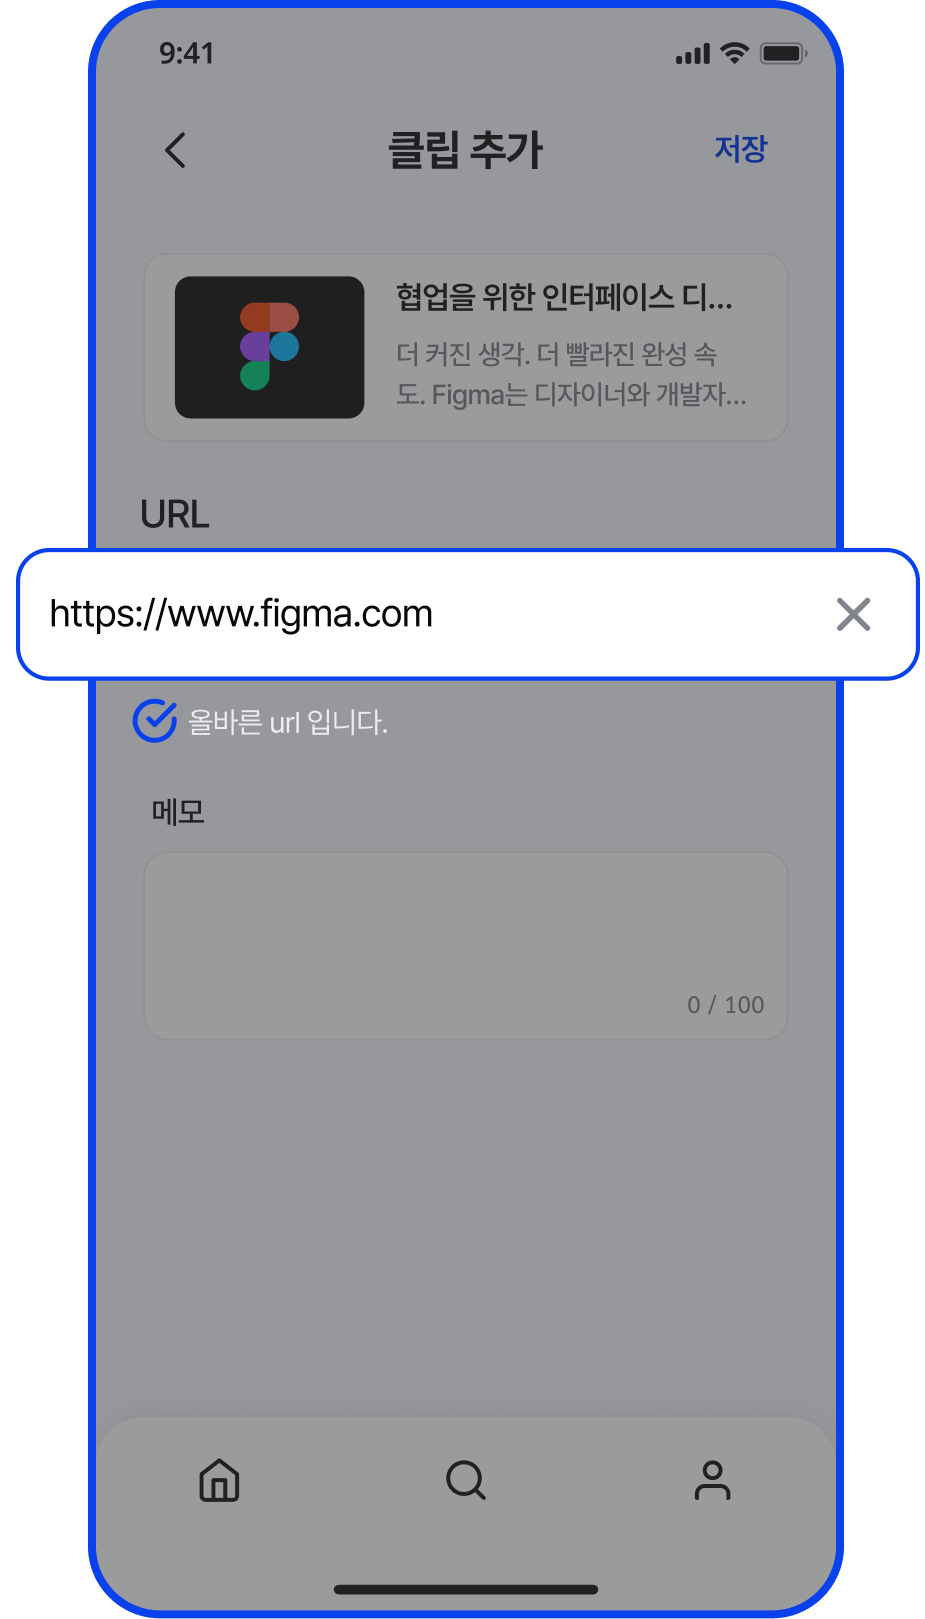 9:41
클립 추가
저장
협업을 위한 인터페이스 디...
더 커진 생각. 더 빨라진 완성 속
도. Figma는 디자이너와 개발자...
URL
https://www.figma.com
올바른 url 입니다.
메모
0 / 100